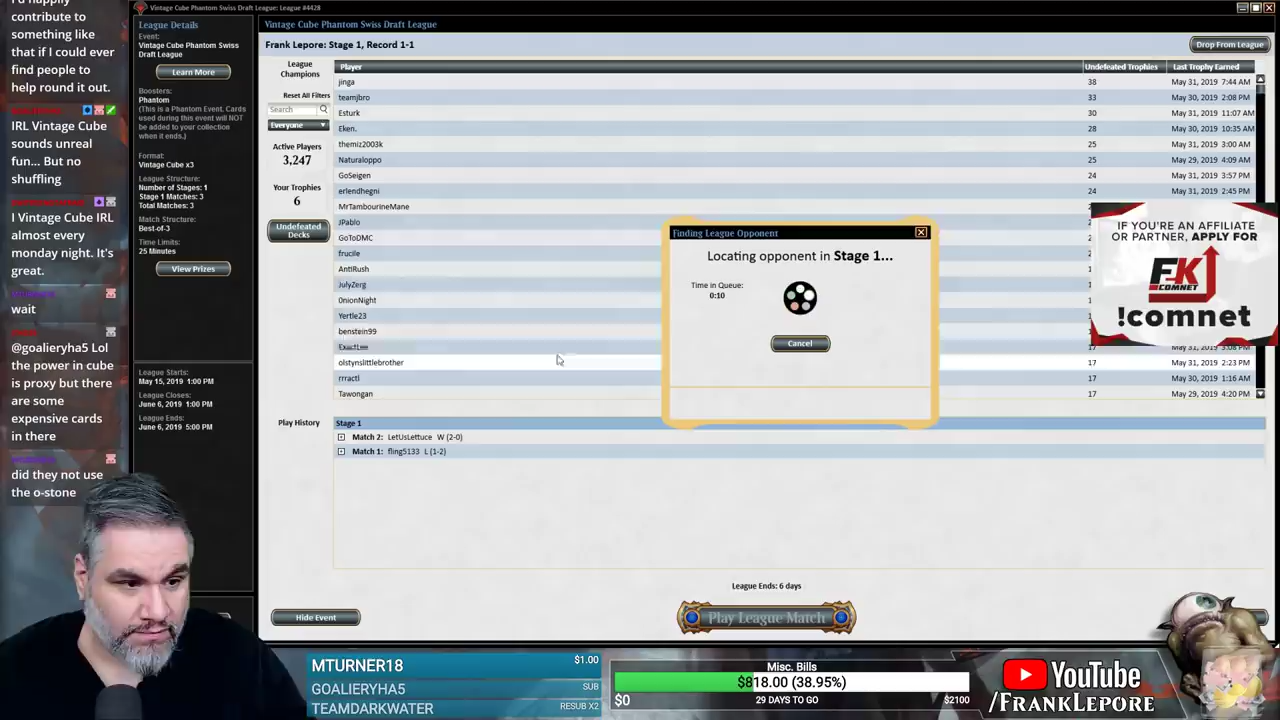 I'd happily
contribute to
something like
that if I could ever
find people to
help round it out.
IRL Vintage Cube
sounds unreal
fun... But no
shuffling
I Vintage Cube IRL
almost every
monday night. It's
great.
wait
@goalieryha5 Lol
the power in cube
is proxy but there
are some
expensive cards
in there
did they not use
the o-stone
Vintage Cube Phantom Swiss Draft League: League #4428
League Details
Event:
Vintage Cube Phantom Swiss
Draft League
Learn More
Boosters:
Phantom
(This is a Phantom Event. Cards
used during this event will NOT
be added to your collection
when it ends.)
Format:
Vintage Cube x3
League Structure:
Number of Stages: 1
Stage 1 Matches: 3
Total Matches: 3
Match Structure:
Best-of-3
Time Limits:
25 Minutes
View Prizes
League Starts:
May 15, 2019 1:00 PM
League Closes:
June 6, 2019 1:00 PM
League Ends:
June 6, 2019 5:00 PM
Vintage Cube Phantom Swiss Draft League
Frank Lepore: Stage 1, Record 1-1
Drop From League
League
Champions
Reset All Filters
Search
Everyone
Active Players
3,247
Your Trophies
6
Undefeated
Decks
Player Undefeated Trophies Last Trophy Earned
jinga 38 May 31, 2019 7:44 AM
teamjbro 33 May 30, 2019 2:08 PM
Esturk 30 May 31, 2019 11:07 AM
Eken. 28 May 30, 2019 10:35 AM
themiz2003k 25 May 31, 2019 3:00 AM
Naturaloppo 25 May 29, 2019 4:09 AM
GoSeigen 24 May 31, 2019 3:57 PM
erlendhegni 24 May 31, 2019 2:45 PM
MrTambourineMane
JPablo
GoToDMC
frucile
AntiRush
JulyZerg
0nionNight
Yertle23
benstein99
olstynslittlebrother 17 May 31, 2019 2:23 PM
rrracti 17 May 30, 2019 1:16 AM
Tawongan 17 May 29, 2019 4:20 PM
Finding League Opponent
Locating opponent in Stage 1...
Time in Queue:
0:10
Cancel
IF YOU'RE AN AFFILIATE
OR PARTNER, APPLY FOR
COMNET
!comnet
Play History
Stage 1
Match 2: LetUsLettuce W (2-0)
Match 1: fling5133 L (1-2)
League Ends: 6 days
Hide Event
Play League Match
MTURNER18 $1.00
GOALIERYHA5 SUB
TEAMDARKWATER RESUB X2
Misc. Bills
$818.00 (38.95%)
$0 29 DAYS TO GO $2100
YouTube
/FRANKLEPORE